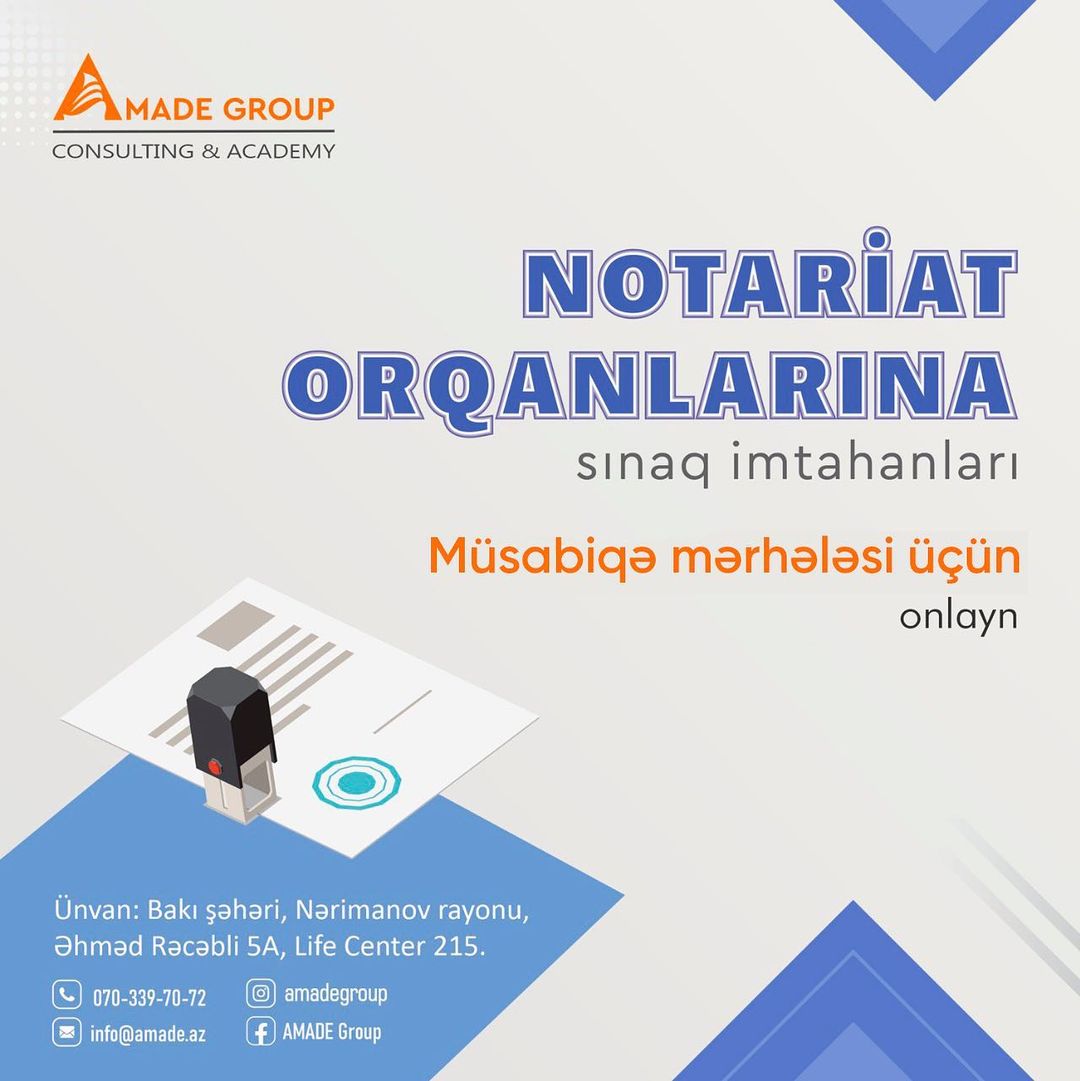 AMADE GROUP
CONSULTING & ACADEMY
NOTARİAT
ORQANLARINA
sınaq imtahanları
Müsabiqə mərhələsi üçün
onlayn
Ünvan: Bakı şəhəri, Nərimanov rayonu,
Əhməd Rəcəbli 5A, Life Center 215.
070-339-70-72
amadegroup
info@amade.az
AMADE Group